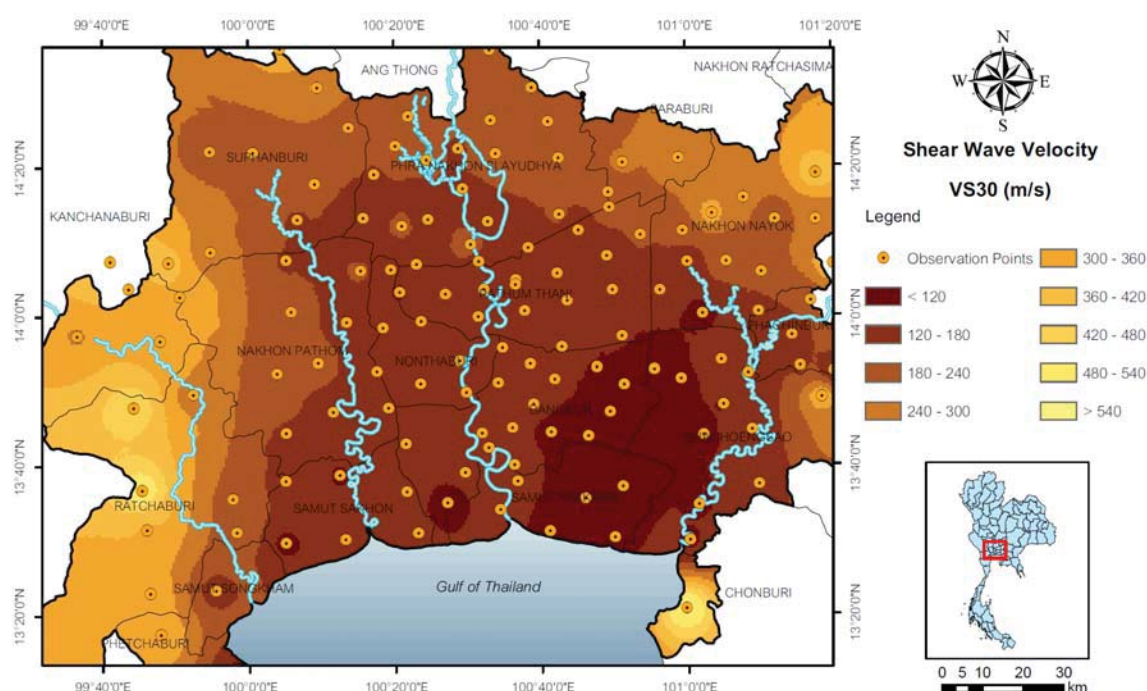 99°40'0"E 100°0'0"E 100°20'0"E 100°40'0"E 101°0'0"E 101°20'0"E
ANG THONG
NAKHON RATCHASIMA
SARABURI
N
W E
S
Shear Wave Velocity
VS30 (m/s)
Legend
Observation Points
< 120
120 - 180
180 - 240
240 - 300
300 - 360
360 - 420
420 - 480
480 - 540
> 540
14°20'0"N
14°20'0"N
SUPHANBURI
PHRA NAKHON SI AYUDHYA
KANCHANABURI
NAKHON NAYOK
14°0'0"N
14°0'0"N
PATHUM THANI
PHACHINBURI
NAKHON PATHOM
NONTHABURI
BANGKOK
13°40'0"N
13°40'0"N
RATCHABURI
SAMUT SAKHON
SAMUT
SAMUT SONGKHAM
Gulf of Thailand
CHONBURI
13°20'0"N
13°20'0"N
PHETCHABURI
99°40'0"E 100°0'0"E 100°20'0"E 100°40'0"E 101°0'0"E
0 5 10 20 30
km